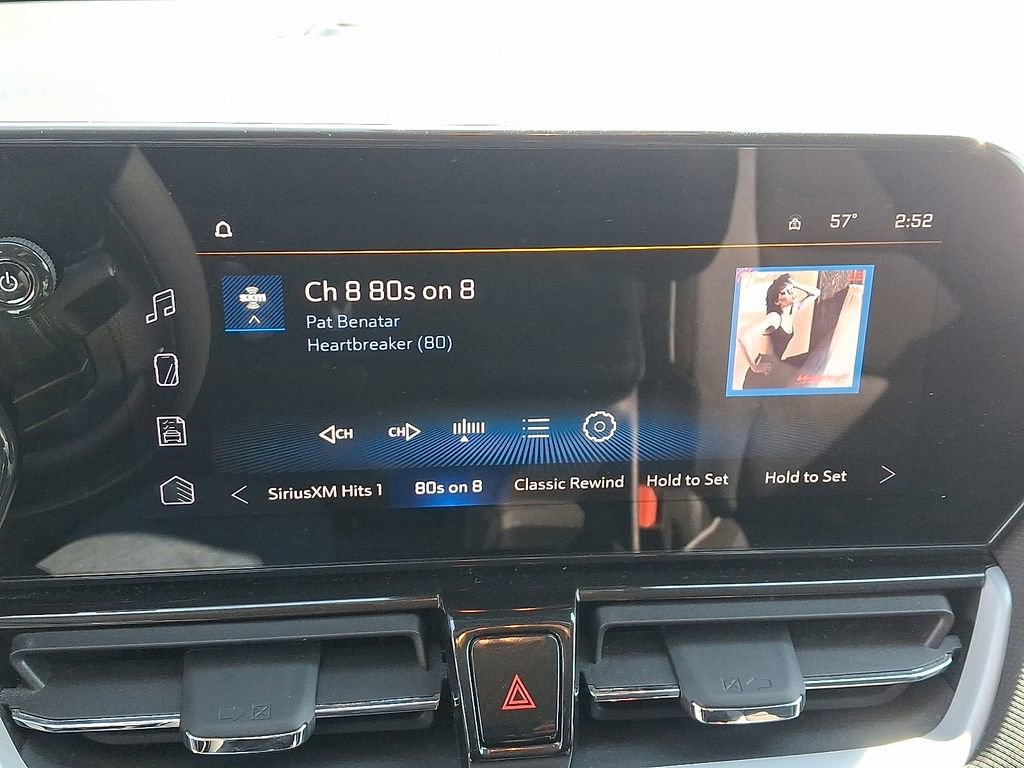 57° 2:52
Ch 8 80s on 8
Pat Benatar
Heartbreaker (80)
CH CH
SiriusXM Hits 1 80s on 8 Classic Rewind Hold to Set Hold to Set